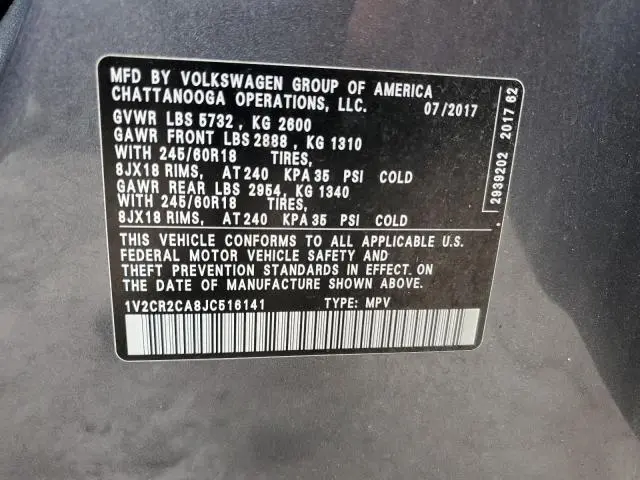 MFD BY VOLKSWAGEN GROUP OF AMERICA
CHATTANOOGA OPERATIONS, LLC. 07/2017
GVWR LBS 5732 , KG 2600
GAWR FRONT LBS 2888 , KG 1310
WITH 245/60R18 TIRES,
8JX18 RIMS, AT 240 KPA 35 PSI COLD
GAWR REAR LBS 2954, KG 1340
WITH 245/60R18 TIRES,
8JX18 RIMS, AT 240 KPA 35 PSI COLD
THIS VEHICLE CONFORMS TO ALL APPLICABLE U.S.
FEDERAL MOTOR VEHICLE SAFETY AND
THEFT PREVENTION STANDARDS IN EFFECT ON
THE DATE OF MANUFACTURE SHOWN ABOVE.
1V2CR2CA8JC516141 TYPE: MPV
2939202 2017 62